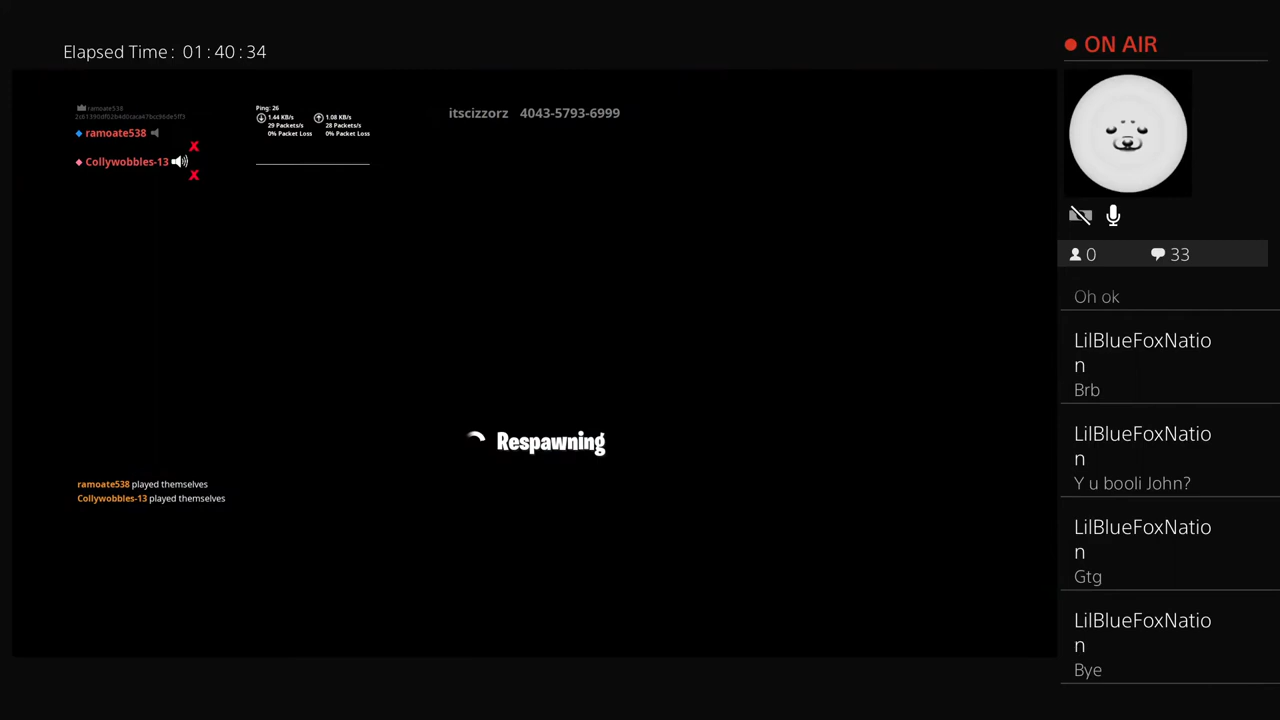 Elapsed Time: 01:40:34
ON AIR
ramoate538
ramoate538
X
Collywobbles-13
X
Ping: 26
1.44 KB/s
29 Packets/s
0% Packet Loss
1.08 KB/s
28 Packets/s
0% Packet Loss
itscizzorz 4043-5793-6999
Respawning
ramoate538 played themselves
Collywobbles-13 played themselves
0
33
Oh ok
LilBlueFoxNatio
n
Brb
LilBlueFoxNatio
n
Y u booli John?
LilBlueFoxNatio
n
Gtg
LilBlueFoxNatio
n
Bye